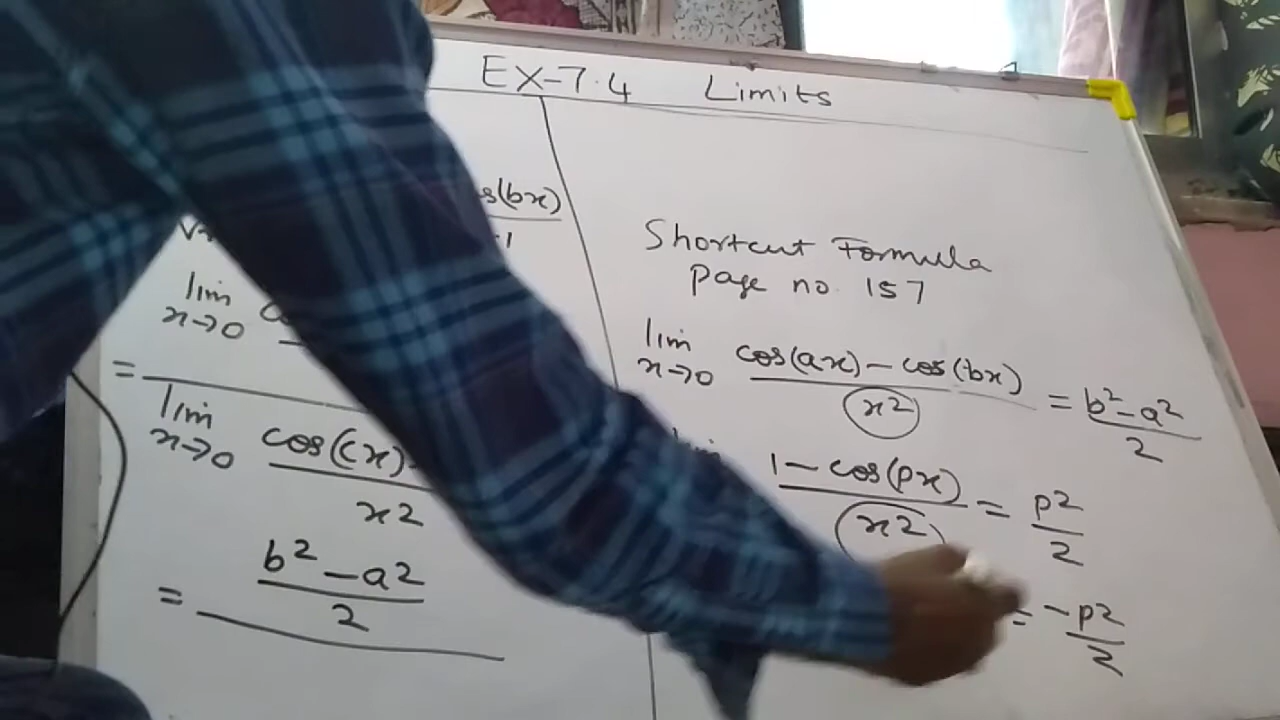 EX-7.4 Limits
s(bx)
lim
x→0
=
lim
x→0 cos(cx)
x2
= b2-a2
2
Shortcut Formula
Page no. 157
lim
x→0 cos(ax)-cos(bx)
x2
= b2-a2
2
1-cos(px)
x2
= p2
2
= -p2
2